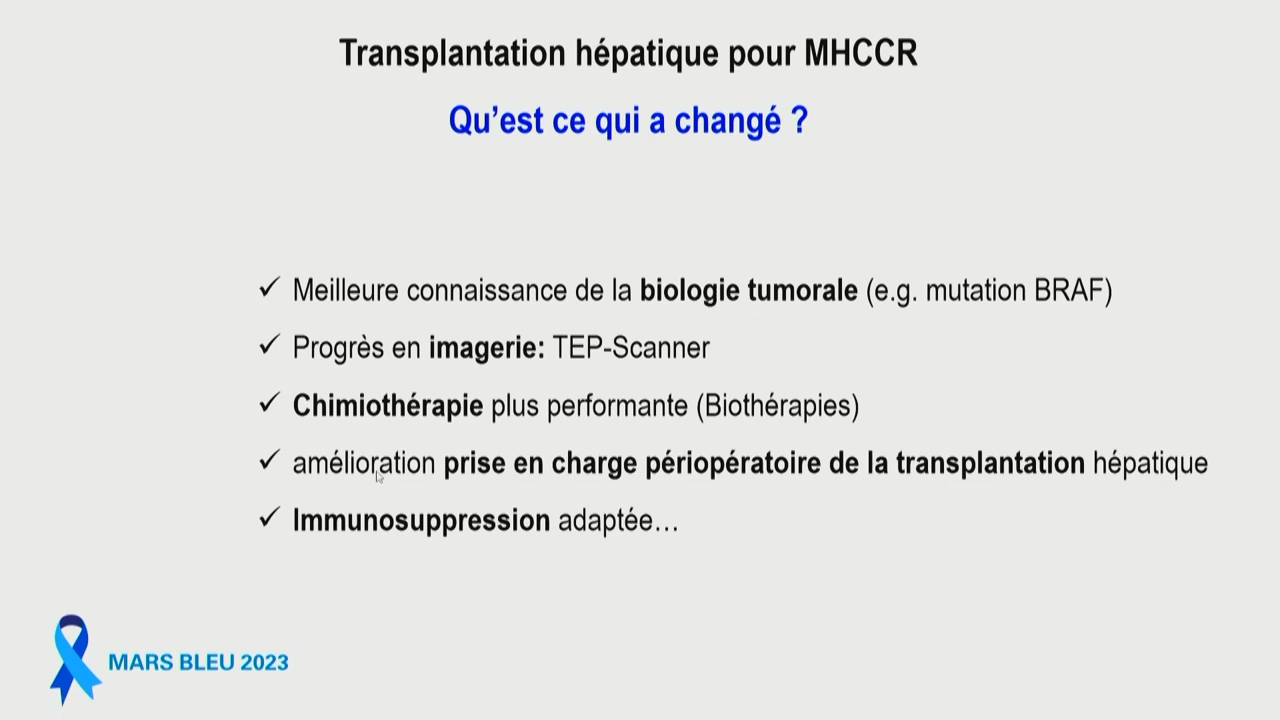 Transplantation hépatique pour MHCCR
Qu’est ce qui a changé ?
✓ Meilleure connaissance de la biologie tumorale (e.g. mutation BRAF)
✓ Progrès en imagerie: TEP-Scanner
✓ Chimiothérapie plus performante (Biothérapies)
✓ amélioration prise en charge périopératoire de la transplantation hépatique
✓ Immunosuppression adaptée…
MARS BLEU 2023